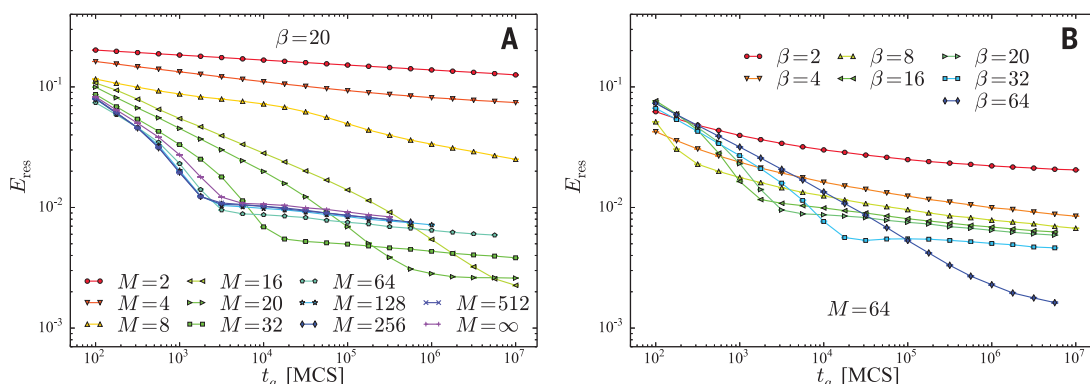 β=20
A
E_res
10^-1
10^-2
10^-3
M=2
M=4
M=8
M=16
M=20
M=32
M=64
M=128
M=256
M=512
M=∞
10^2 10^3 10^4 10^5 10^6 10^7
t_a [MCS]
B
β=2
β=4
β=8
β=16
β=20
β=32
β=64
E_res
10^-1
10^-2
10^-3
M=64
10^2 10^3 10^4 10^5 10^6 10^7
t_a [MCS]